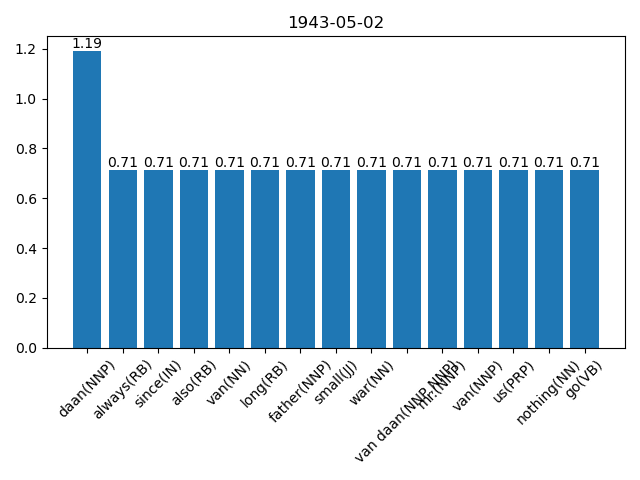 1943-05-02
1.19
0.71 0.71 0.71 0.71 0.71 0.71 0.71 0.71 0.71 0.71 0.71 0.71 0.71 0.71
1.2
1.0
0.8
0.6
0.4
0.2
0.0
daan(NNP)
always(RB)
since(IN)
also(RB)
van(NN)
long(RB)
father(NNP)
small(JJ)
war(NN)
van daan(NNP NNP)
mr.(NNP)
van(NNP)
us(PRP)
nothing(NN)
go(VB)